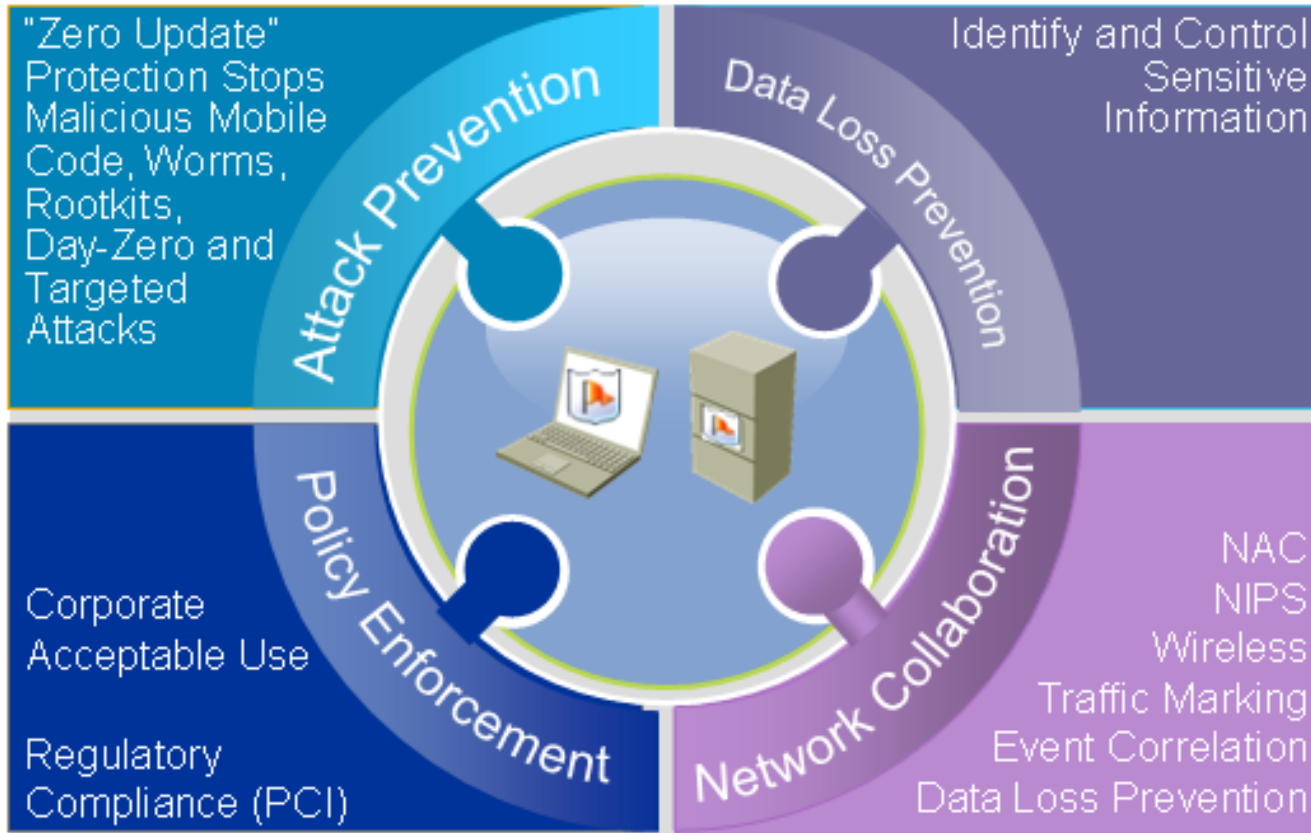 "Zero Update"
Protection Stops
Malicious Mobile
Code, Worms,
Rootkits,
Day-Zero and
Targeted
Attacks
Attack Prevention
Data Loss Prevention
Identify and Control
Sensitive
Information
Policy Enforcement
Corporate
Acceptable Use
Regulatory
Compliance (PCI)
Network Collaboration
NAC
NIPS
Wireless
Traffic Marking
Event Correlation
Data Loss Prevention